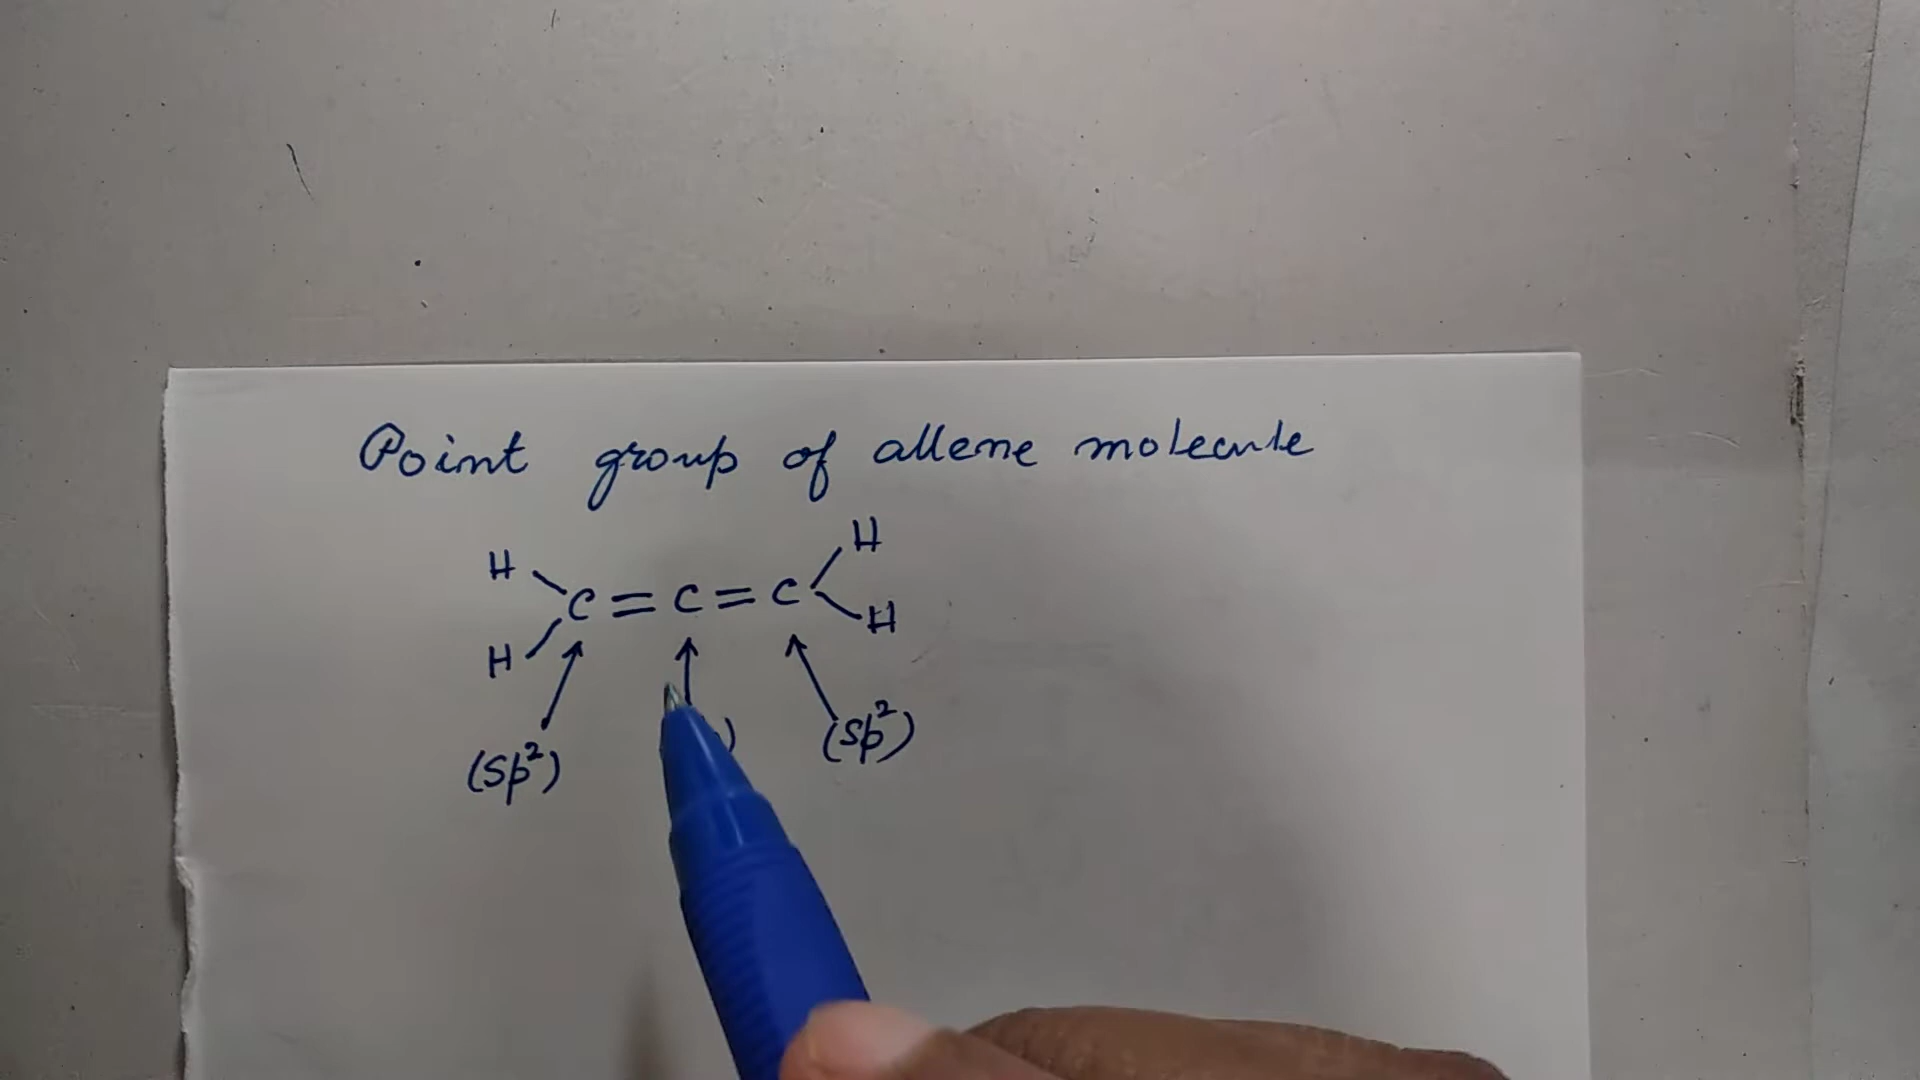 Point group of allene molecule
H H
C = C = C
H H
(sp²) (sp²)